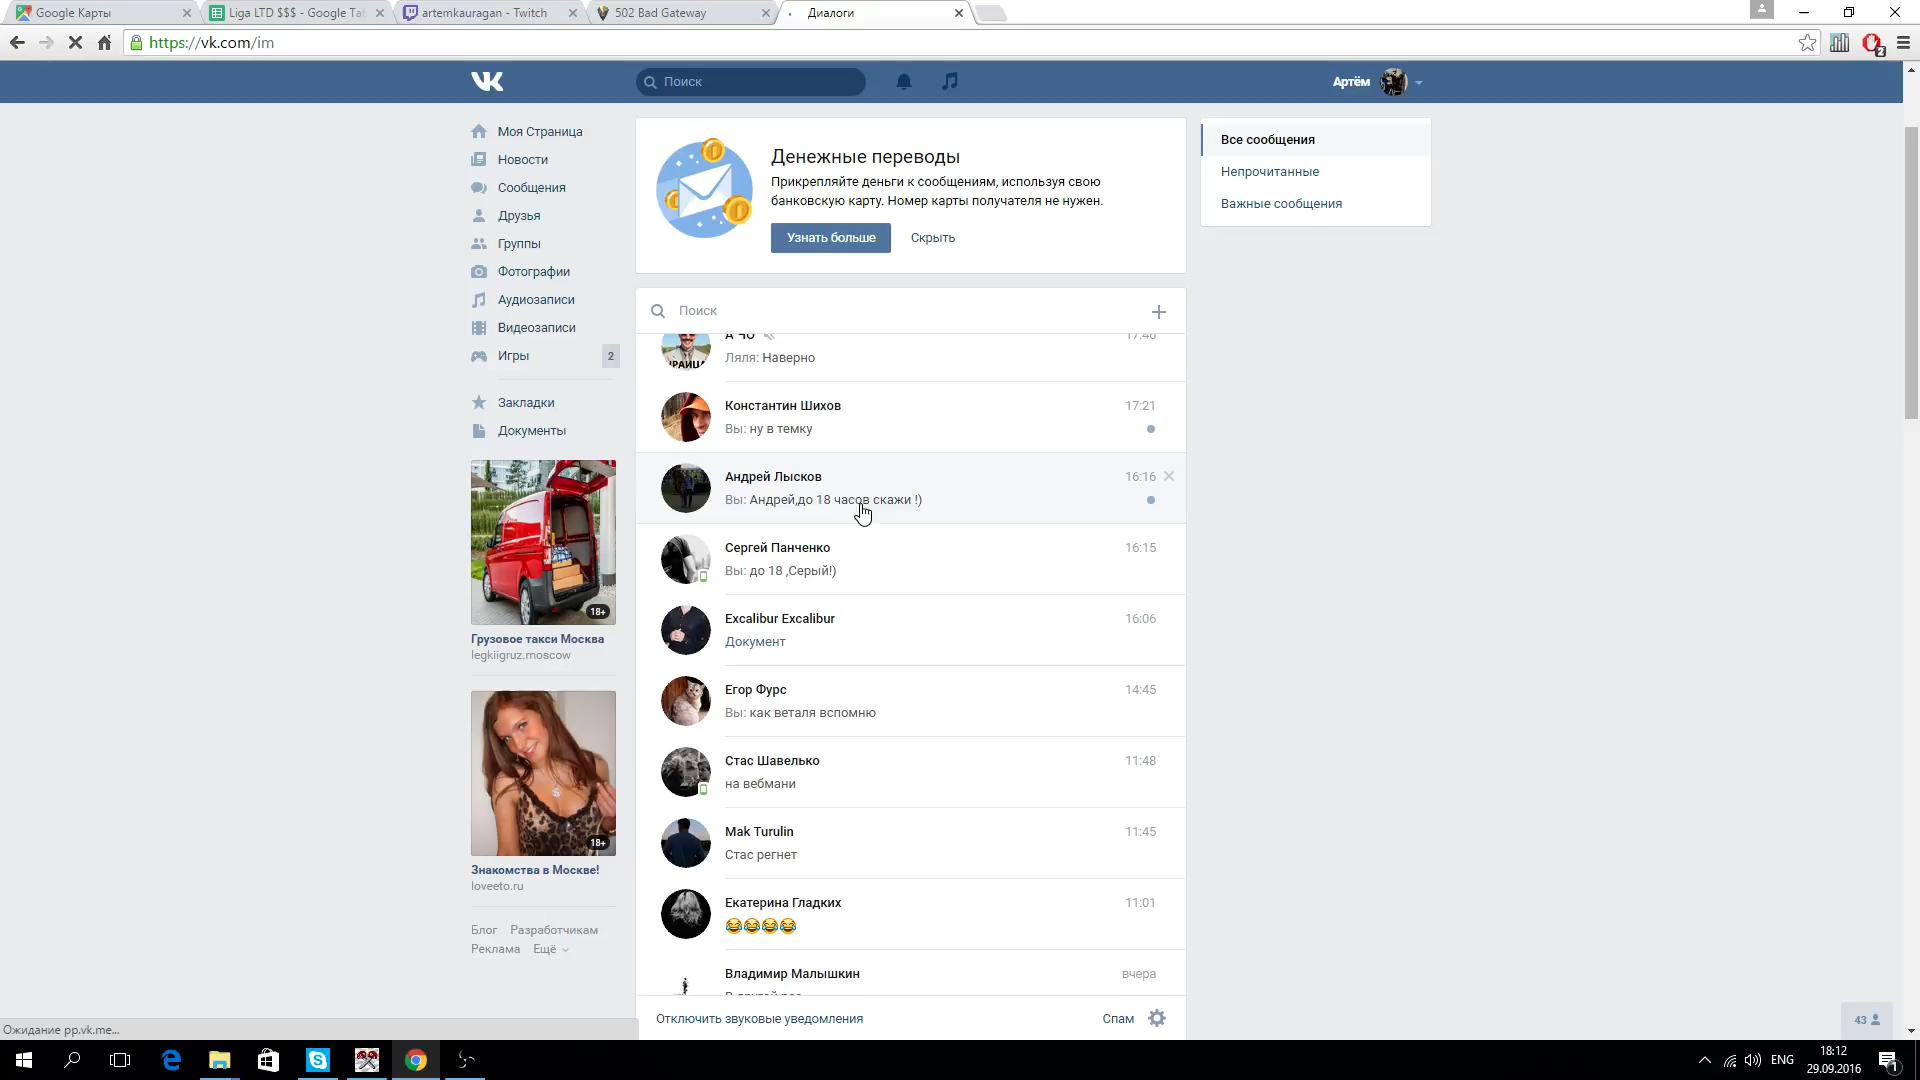 Google Карты
Liga LTD $$$ - Google Таб
artemkauragan - Twitch
502 Bad Gateway
Диалоги
https://vk.com/im
2
Поиск
Артём
Моя Страница
Новости
Сообщения
Друзья
Группы
Фотографии
Аудиозаписи
Видеозаписи
Игры 2
Закладки
Документы
18+
Грузовое такси Москва
legkiigruz.moscow
18+
Знакомства в Москве!
loveeto.ru
Блог Разработчикам
Реклама Ещё
Денежные переводы
Прикрепляйте деньги к сообщениям, используя свою
банковскую карту. Номер карты получателя не нужен.
Узнать больше Скрыть
Поиск
А ЧО 17:46
Ляля: Наверно
Константин Шихов 17:21
Вы: ну в темку
Андрей Лысков 16:16
Вы: Андрей,до 18 часов скажи !)
Сергей Панченко 16:15
Вы: до 18 ,Серый!)
Excalibur Excalibur 16:06
Документ
Егор Фурс 14:45
Вы: как веталя вспомню
Стас Шавелько 11:48
на вебмани
Mak Turulin 11:45
Стас регнет
Екатерина Гладких 11:01
😂😂😂😂
Владимир Малышкин вчера
Отключить звуковые уведомления Спам
Все сообщения
Непрочитанные
Важные сообщения
43
Ожидание pp.vk.me...
ENG
18:12
29.09.2016
1